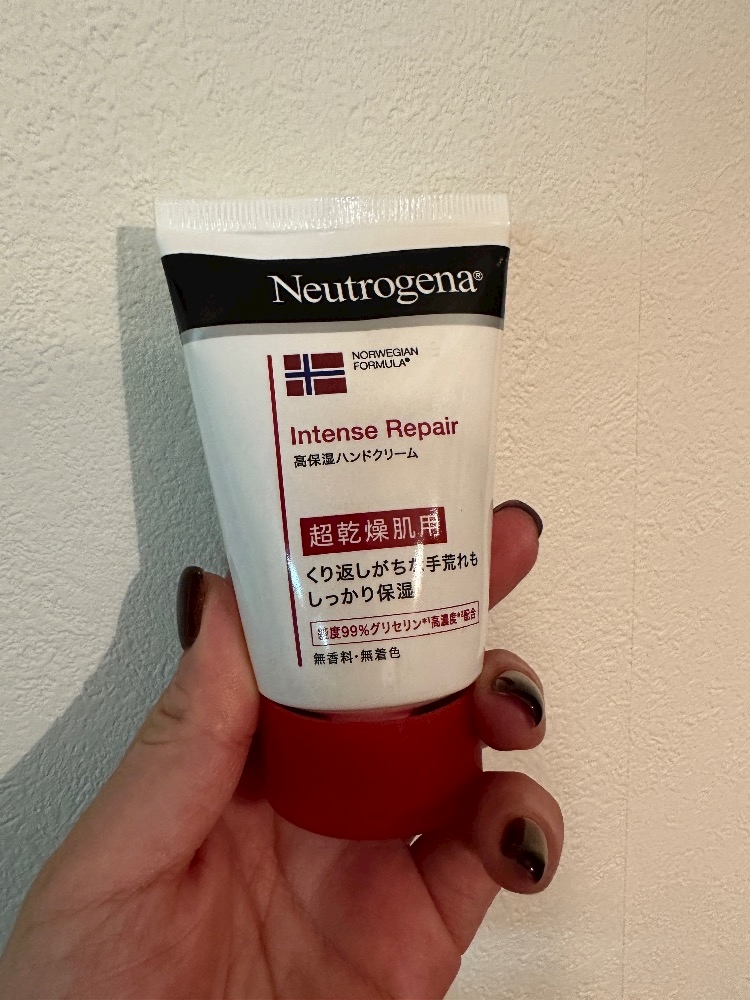 Neutrogena®
NORWEGIAN
FORMULA®
Intense Repair
高保湿ハンドクリーム
超乾燥肌用
くり返しがちな手荒れも
しっかり保湿
純度99%グリセリン*¹高濃度*²配合
無香料・無着色